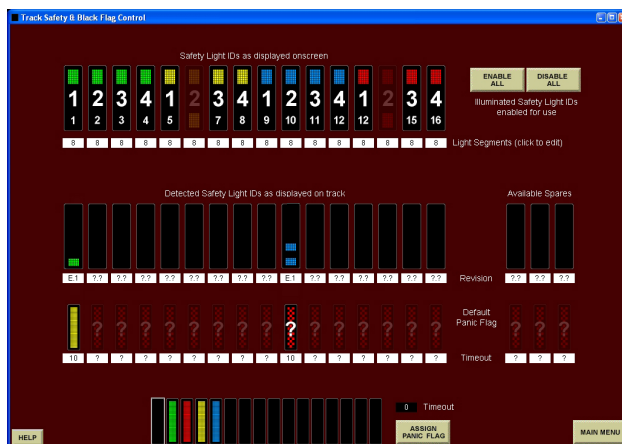 Track Safety & Black Flag Control
Safety Light IDs as displayed onscreen
ENABLE ALL
DISABLE ALL
1 2 3 4 1 2 3 4 1 2 3 4 1 2 3 4
1 2 3 4 5 7 8 9 10 11 12 12 15 16
Illuminated Safety Light IDs
enabled for use
8 8 8 8 8 8 8 8 8 8 8 8 8 8 8 8
Light Segments (click to edit)
Detected Safety Light IDs as displayed on track
Available Spares
E.1 ?.? ?.? ?.? ?.? ?.? ?.? ?.? ?.? E.1 ?.? ?.? ?.? ?.? ?.? ?.?
Revision
?.? ?.? ?.?
? ? ? ? ? ? ? ? ? ? ? ? ? ? ?
Default
Panic Flag
? ? ?
10 ? ? ? ? ? ? ? ? 10 ? ? ? ? ? ?
Timeout
? ? ?
0 Timeout
ASSIGN
PANIC FLAG
HELP
MAIN MENU